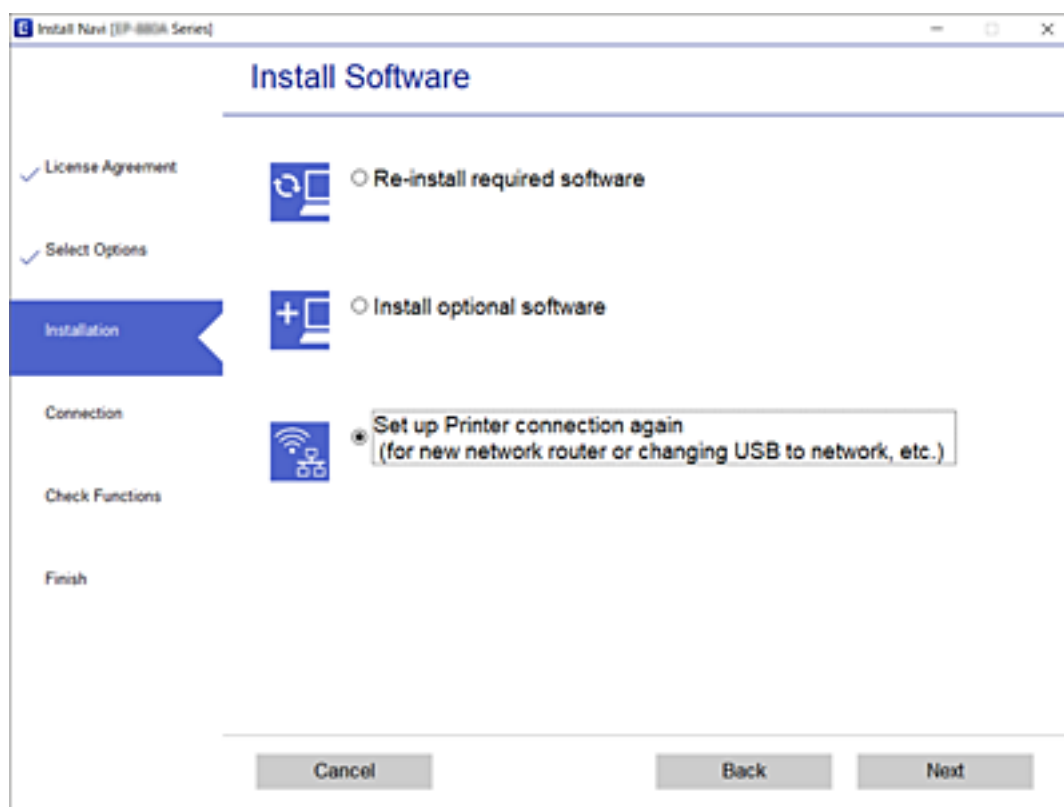 Install Navi [EP-880A Series]
Install Software
License Agreement
Select Options
Installation
Connection
Check Functions
Finish
Re-install required software
Install optional software
Set up Printer connection again
(for new network router or changing USB to network, etc.)
Cancel
Back
Next